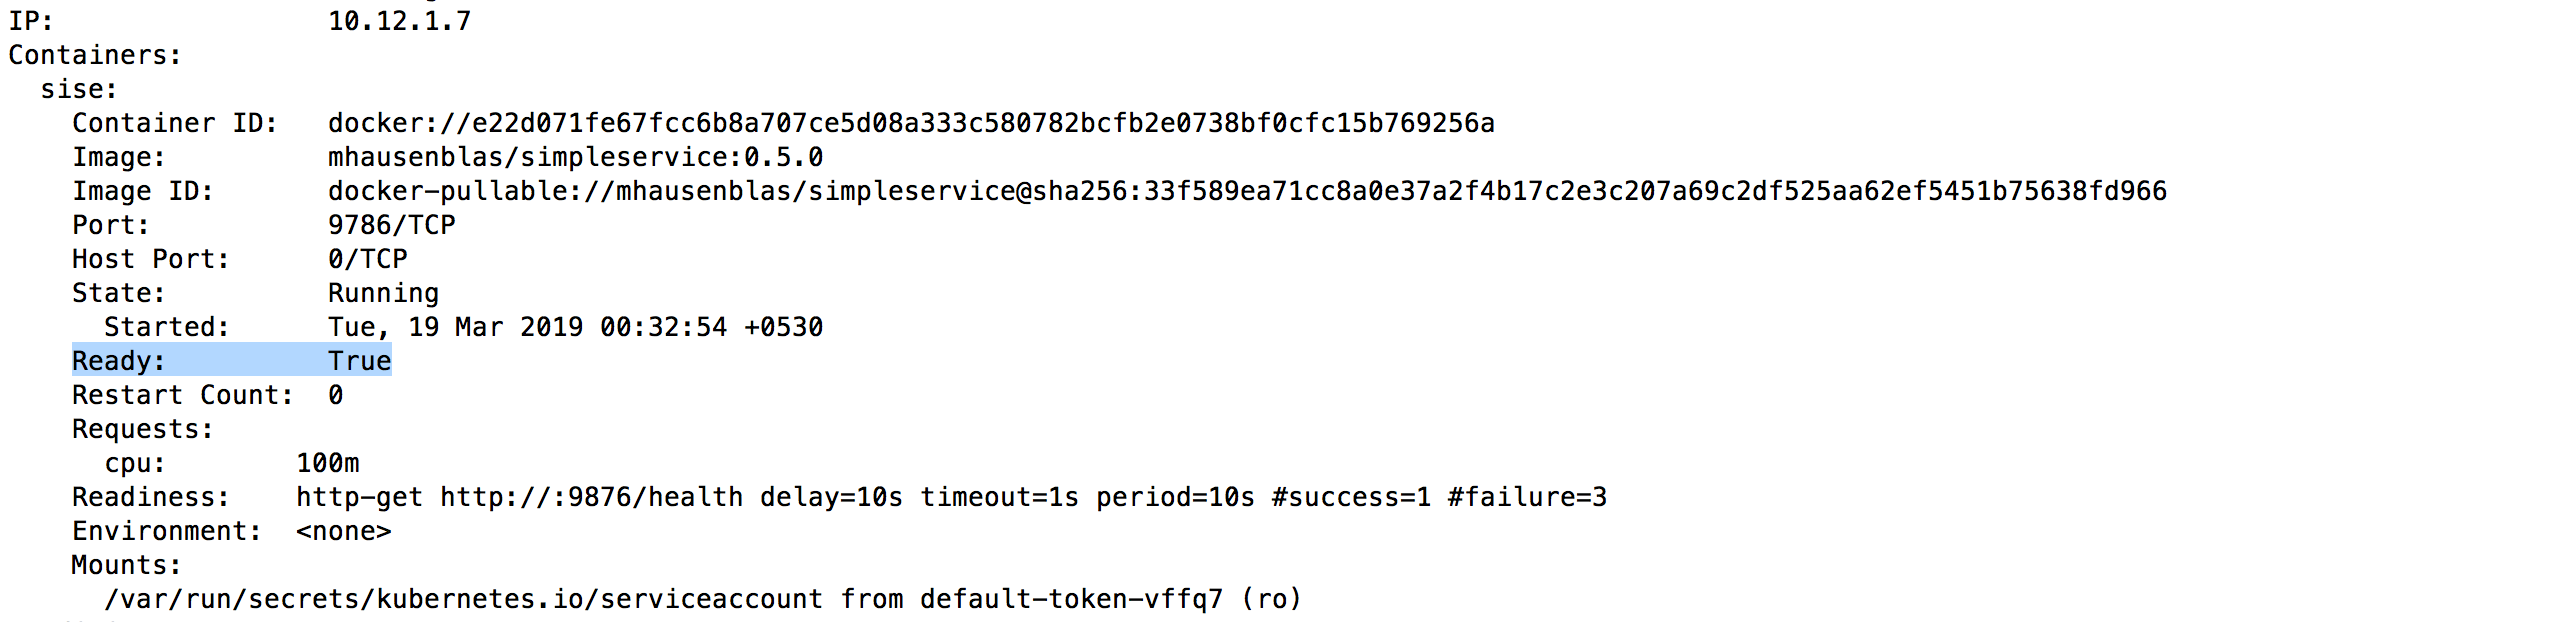 IP:                 10.12.1.7
Containers:
  sise:
    Container ID:   docker://e22d071fe67fcc6b8a707ce5d08a333c580782bcfb2e0738bf0cfc15b769256a
    Image:          mhausenblas/simpleservice:0.5.0
    Image ID:       docker-pullable://mhausenblas/simpleservice@sha256:33f589ea71cc8a0e37a2f4b17c2e3c207a69c2df525aa62ef5451b75638fd966
    Port:           9786/TCP
    Host Port:      0/TCP
    State:          Running
      Started:      Tue, 19 Mar 2019 00:32:54 +0530
    Ready:          True
    Restart Count:  0
    Requests:
      cpu:        100m
    Readiness:    http-get http://:9876/health delay=10s timeout=1s period=10s #success=1 #failure=3
    Environment:  <none>
    Mounts:
      /var/run/secrets/kubernetes.io/serviceaccount from default-token-vffq7 (ro)